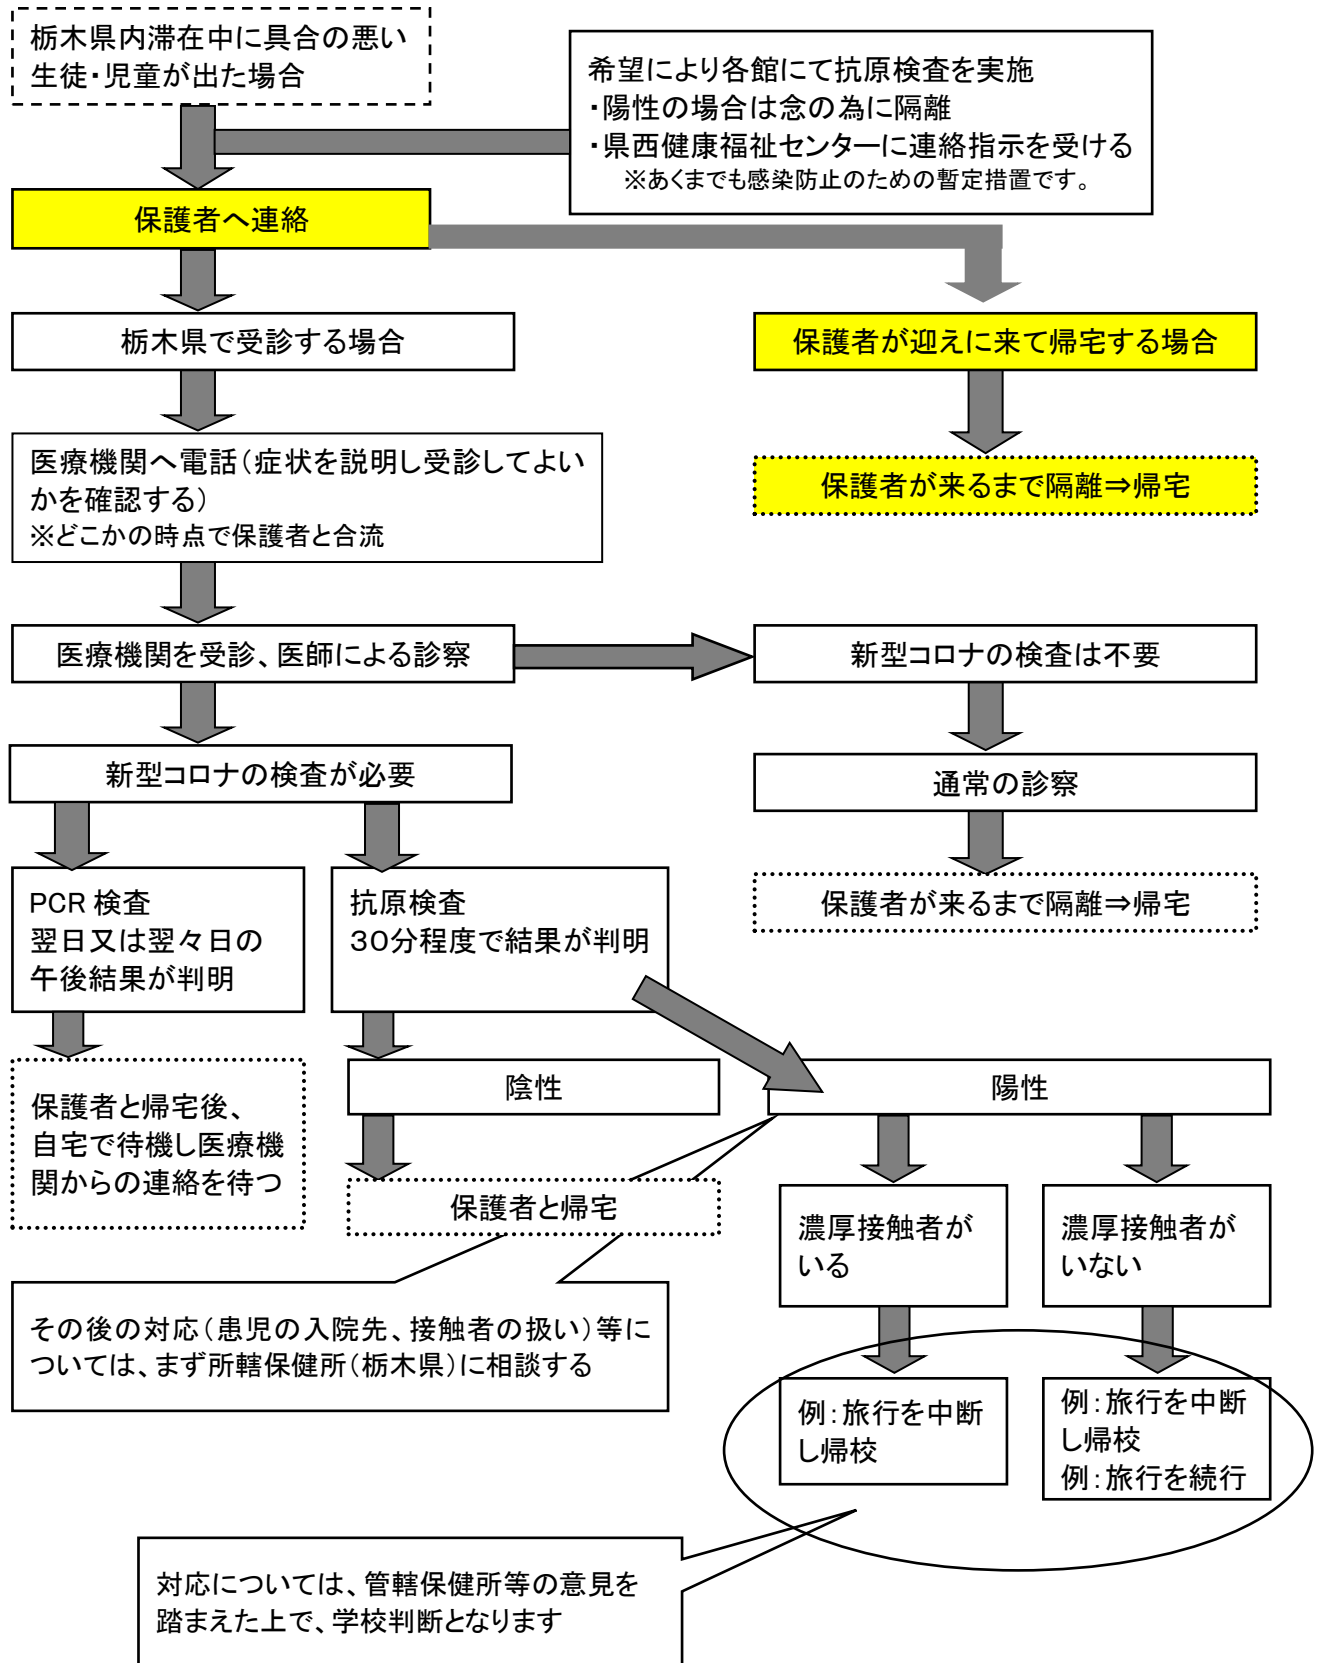 栃木県内滞在中に具合の悪い
生徒・児童が出た場合
希望により各館にて抗原検査を実施
・陽性の場合は念の為に隔離
・県西健康福祉センターに連絡指示を受ける
※あくまでも感染防止のための暫定措置です。
保護者へ連絡
栃木県で受診する場合
保護者が迎えに来て帰宅する場合
医療機関へ電話（症状を説明し受診してよい
かを確認する）
※どこかの時点で保護者と合流
保護者が来るまで隔離⇒帰宅
医療機関を受診、医師による診察
新型コロナの検査は不要
新型コロナの検査が必要
通常の診察
PCR 検査
翌日又は翌々日の
午後結果が判明
抗原検査
３０分程度で結果が判明
保護者が来るまで隔離⇒帰宅
保護者と帰宅後、
自宅で待機し医療機
関からの連絡を待つ
陰性
陽性
保護者と帰宅
濃厚接触者が
いる
濃厚接触者が
いない
その後の対応（患児の入院先、接触者の扱い）等に
ついては、まず所轄保健所（栃木県）に相談する
例：旅行を中断
し帰校
例：旅行を中断
し帰校
例：旅行を続行
対応については、管轄保健所等の意見を
踏まえた上で、学校判断となります